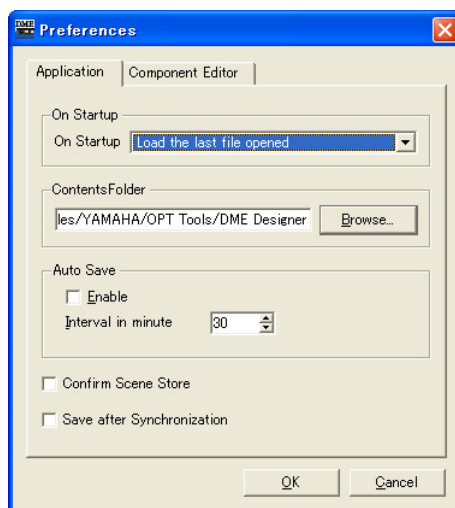 DME Preferences
Application Component Editor
On Startup
On Startup Load the last file opened
ContentsFolder
les/YAMAHA/OPT Tools/DME Designer Browse...
Auto Save
Enable
Interval in minute 30
Confirm Scene Store
Save after Synchronization
OK Cancel